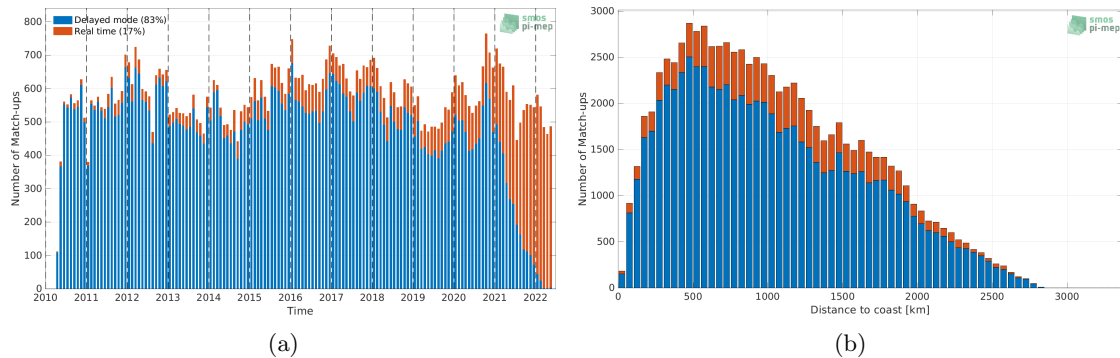 Delayed mode (83%)
Real time (17%)
smos
pi-mep
800
700
600
500
400
300
200
100
0
Number of Match-ups
2010 2011 2012 2013 2014 2015 2016 2017 2018 2019 2020 2021 2022
Time
(a)
smos
pi-mep
3000
2500
2000
1500
1000
500
0
Number of Match-ups
0 500 1000 1500 2000 2500 3000
Distance to coast [km]
(b)